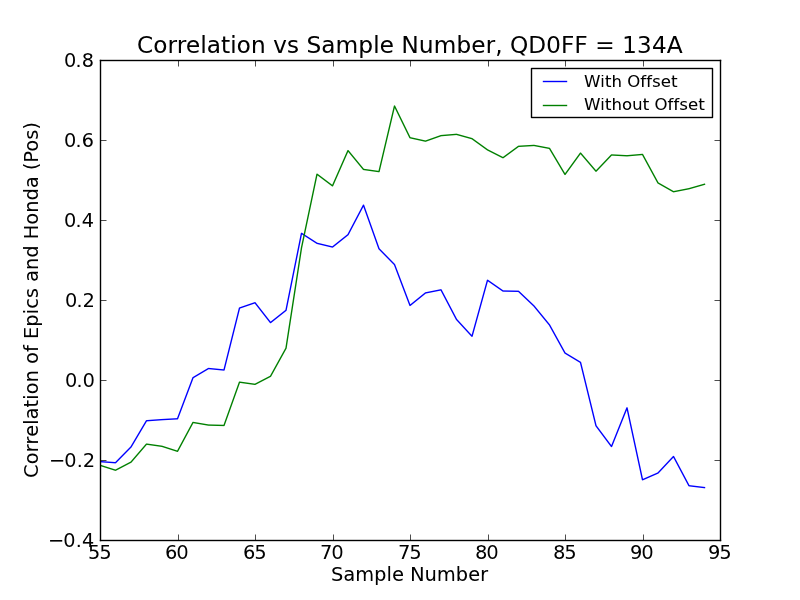 Correlation vs Sample Number, QD0FF = 134A
With Offset
Without Offset
Correlation of Epics and Honda (Pos)
0.8
0.6
0.4
0.2
0.0
−0.2
−0.4
55 60 65 70 75 80 85 90 95
Sample Number